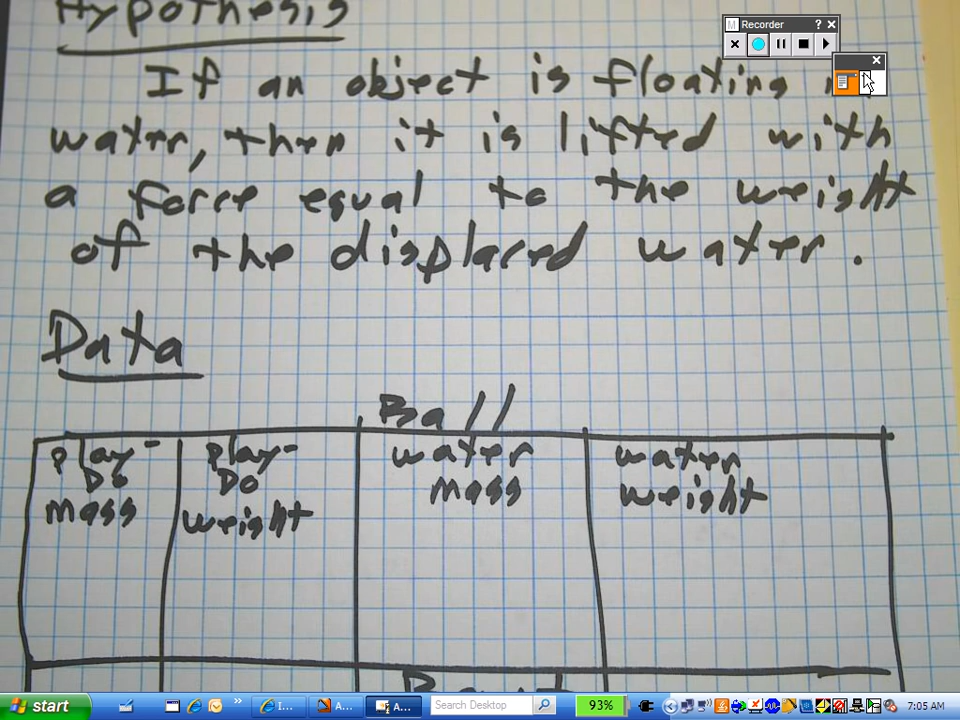 Hypothesis
Recorder
If an object is floating
water, then it is lifted with
a force equal to the weight
of the displaced water.
Data
Ball
Play-Do mass
Play-Do weight
water mass
water weight
start
I...
A...
A...
Search Desktop
93%
7:05 AM